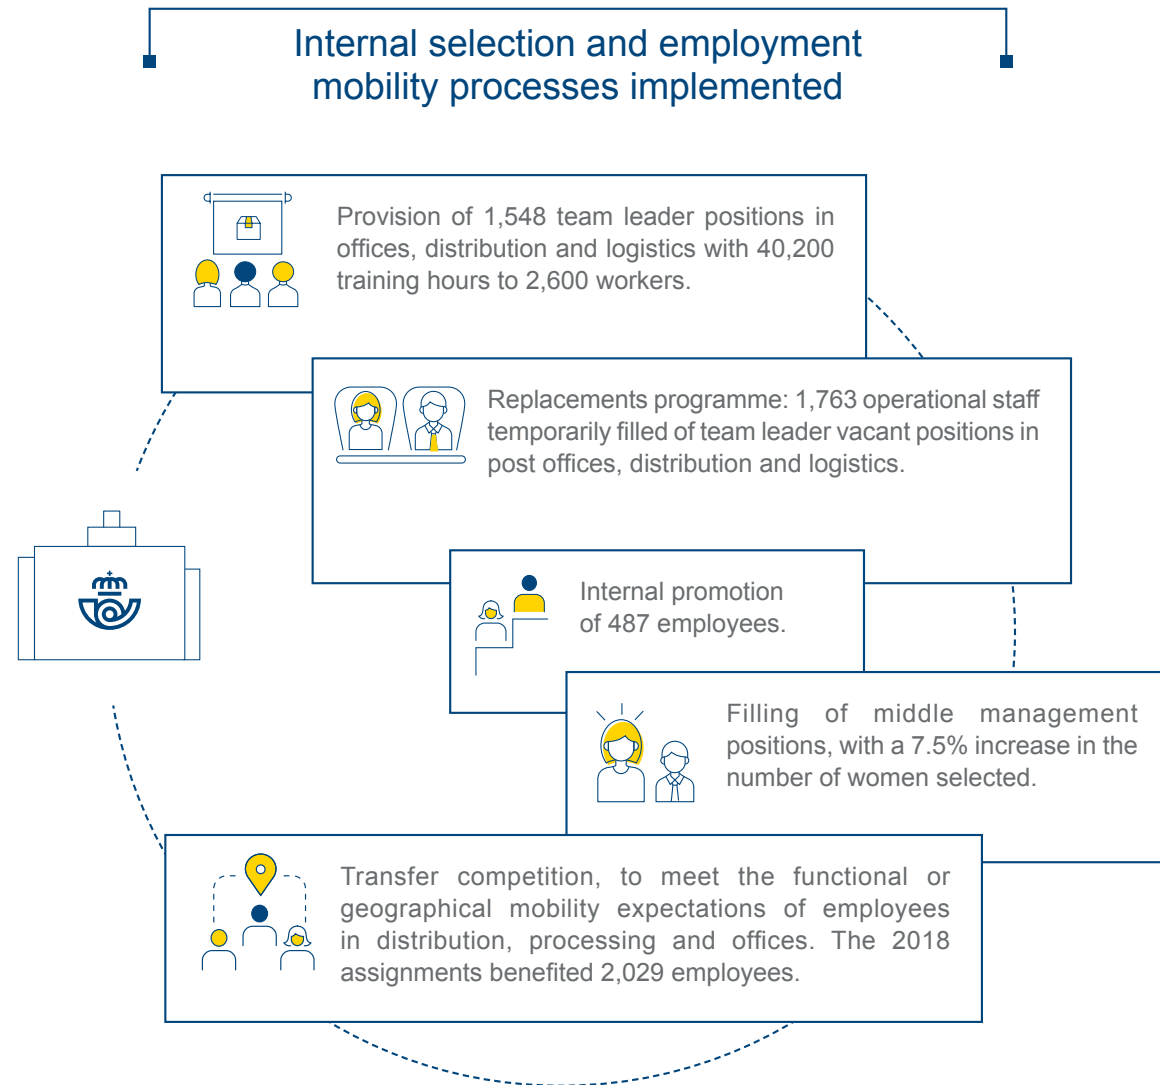 Internal selection and employment
mobility processes implemented
Provision of 1,548 team leader positions in
offices, distribution and logistics with 40,200
training hours to 2,600 workers.
Replacements programme: 1,763 operational staff
temporarily filled of team leader vacant positions in
post offices, distribution and logistics.
Internal promotion
of 487 employees.
Filling of middle management
positions, with a 7.5% increase in the
number of women selected.
Transfer competition, to meet the functional or
geographical mobility expectations of employees
in distribution, processing and offices. The 2018
assignments benefited 2,029 employees.